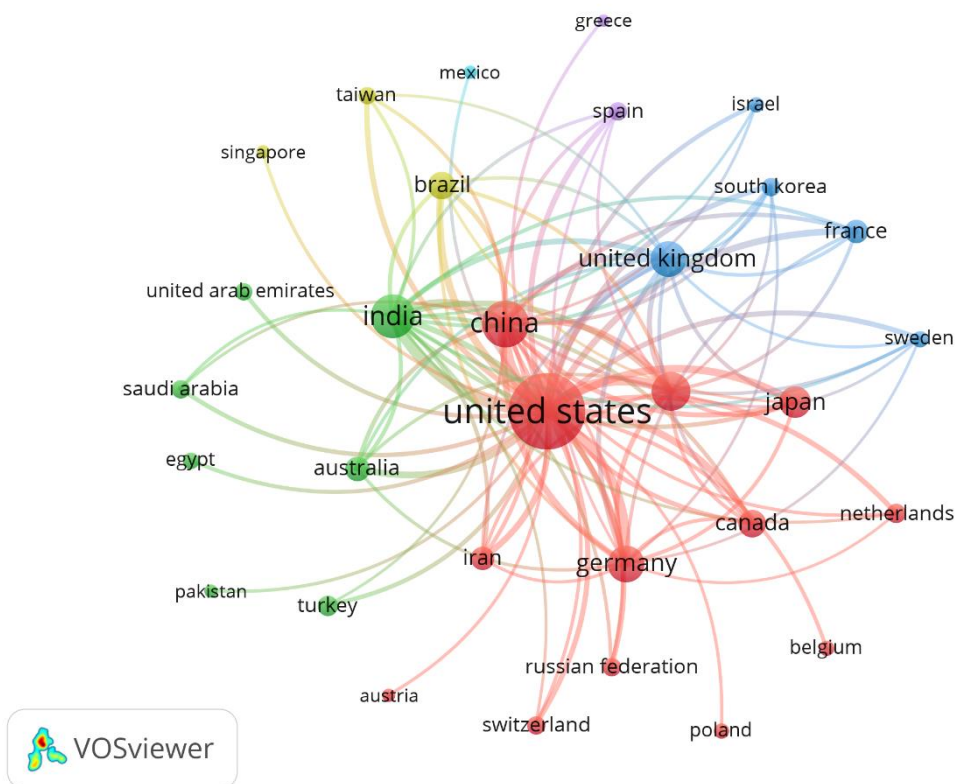 greece
mexico
taiwan
spain
israel
singapore
brazil
south korea
france
united kingdom
united arab emirates
india
china
sweden
saudi arabia
united states
japan
egypt
australia
canada
netherlands
iran
germany
pakistan
turkey
belgium
russian federation
austria
switzerland
poland
VOSviewer